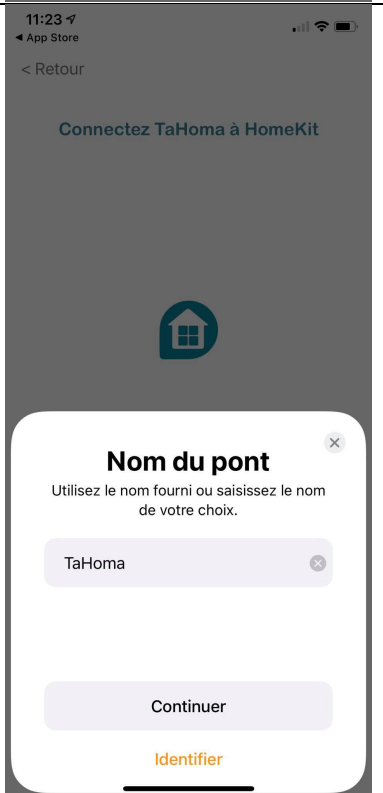 11:23
◀ App Store
< Retour
Connectez TaHoma à HomeKit
Nom du pont
Utilisez le nom fourni ou saisissez le nom
de votre choix.
TaHoma
Continuer
Identifier